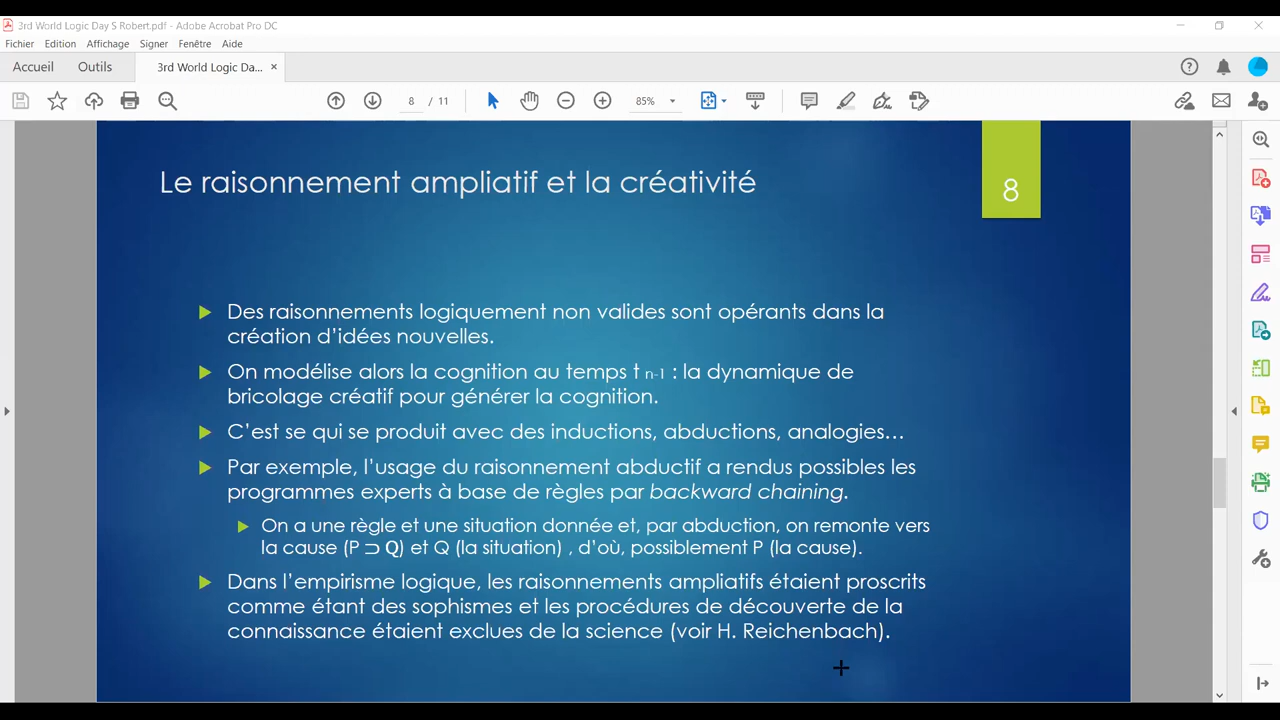 3rd World Logic Day S Robert.pdf - Adobe Acrobat Pro DC
Fichier Edition Affichage Signer Fenêtre Aide
Accueil Outils 3rd World Logic Da... ×
8 / 11 85%
Le raisonnement ampliatif et la créativité
8
Des raisonnements logiquement non valides sont opérants dans la
création d’idées nouvelles.
On modélise alors la cognition au temps t n-1 : la dynamique de
bricolage créatif pour générer la cognition.
C’est se qui se produit avec des inductions, abductions, analogies…
Par exemple, l’usage du raisonnement abductif a rendus possibles les
programmes experts à base de règles par backward chaining.
On a une règle et une situation donnée et, par abduction, on remonte vers
la cause (P ⊃ Q) et Q (la situation) , d’où, possiblement P (la cause).
Dans l’empirisme logique, les raisonnements ampliatifs étaient proscrits
comme étant des sophismes et les procédures de découverte de la
connaissance étaient exclues de la science (voir H. Reichenbach).